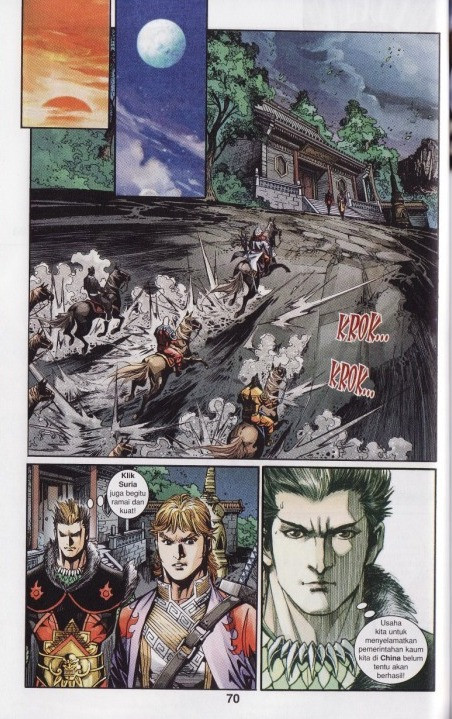 KROK...
KROK...
Klik
Suria
juga begitu
ramai dan
kuat!
Usaha
kita untuk
menyelamatkan
pemerintahan kaum
kita di China belum
tentu akan
berhasil!
70